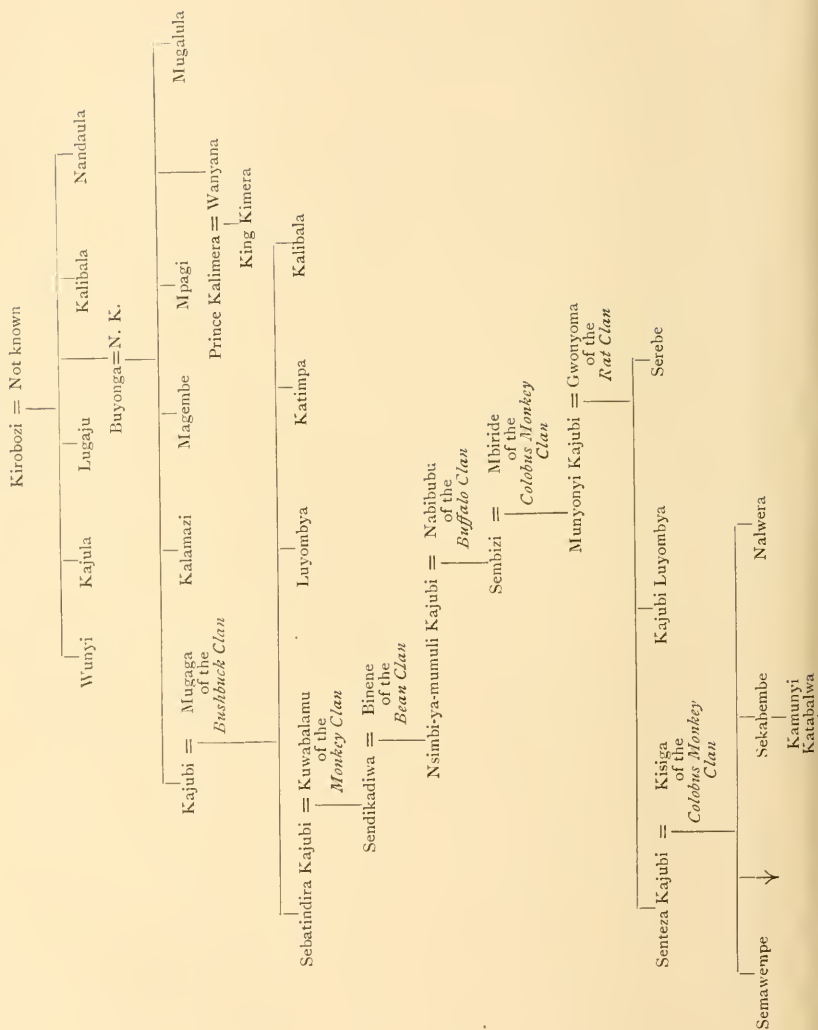 Kirobozi = Not known
Wunyi Kajula Lugaju Kalibala Nandaula
Buyonga = N. K.
Kajubi = Mugaga
of the
Bushbuck Clan
Kalamazi Magembe Mpagi Mugalula
Prince Kalimera = Wanyana
King Kimera
Sebatindira Kajubi = Kuwabalamu
of the
Monkey Clan
Luyombya Katimpa Kalibala
Sendikadiwa = Binene
of the
Bean Clan
Nsimbi-ya-mumuli Kajubi = Nabibubu
of the
Buffalo Clan
Sembizi = Mbiride
of the
Colobus Monkey
Clan
Munyonyi Kajubi = Gwonyoma
of the
Rat Clan
Senteza Kajubi = Kisiga
of the
Colobus Monkey
Clan
Kajubi Luyombya Serebe
Semawempe Sekabembe Nalwera
Kamunyi
Katabalwa